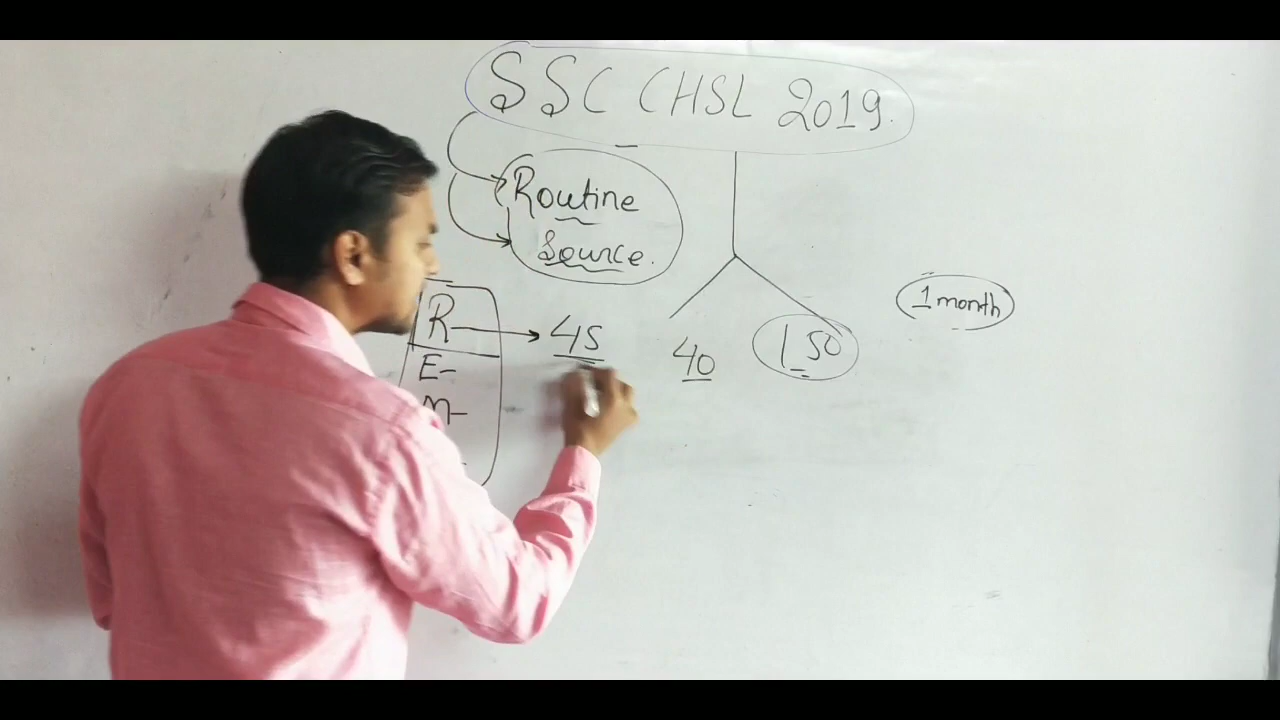 SSC CHSL 2019.
Routine
Source.
1 month
R 45
40 150
E-
M-